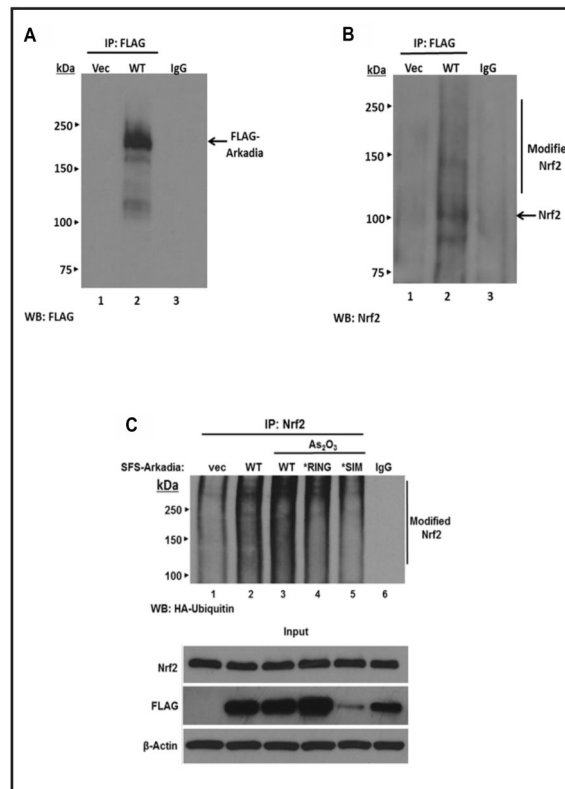 A
IP: FLAG
kDa Vec WT IgG
250
150
100
75
FLAG-
Arkadia
1 2 3
WB: FLAG
B
IP: FLAG
kDa Vec WT IgG
250
150
100
75
Modified
Nrf2
Nrf2
1 2 3
WB: Nrf2
C
IP: Nrf2
As₂O₃
SFS-Arkadia: vec WT WT *RING *SIM IgG
kDa
250
150
100
Modified
Nrf2
1 2 3 4 5 6
WB: HA-Ubiquitin
Input
Nrf2
FLAG
β-Actin